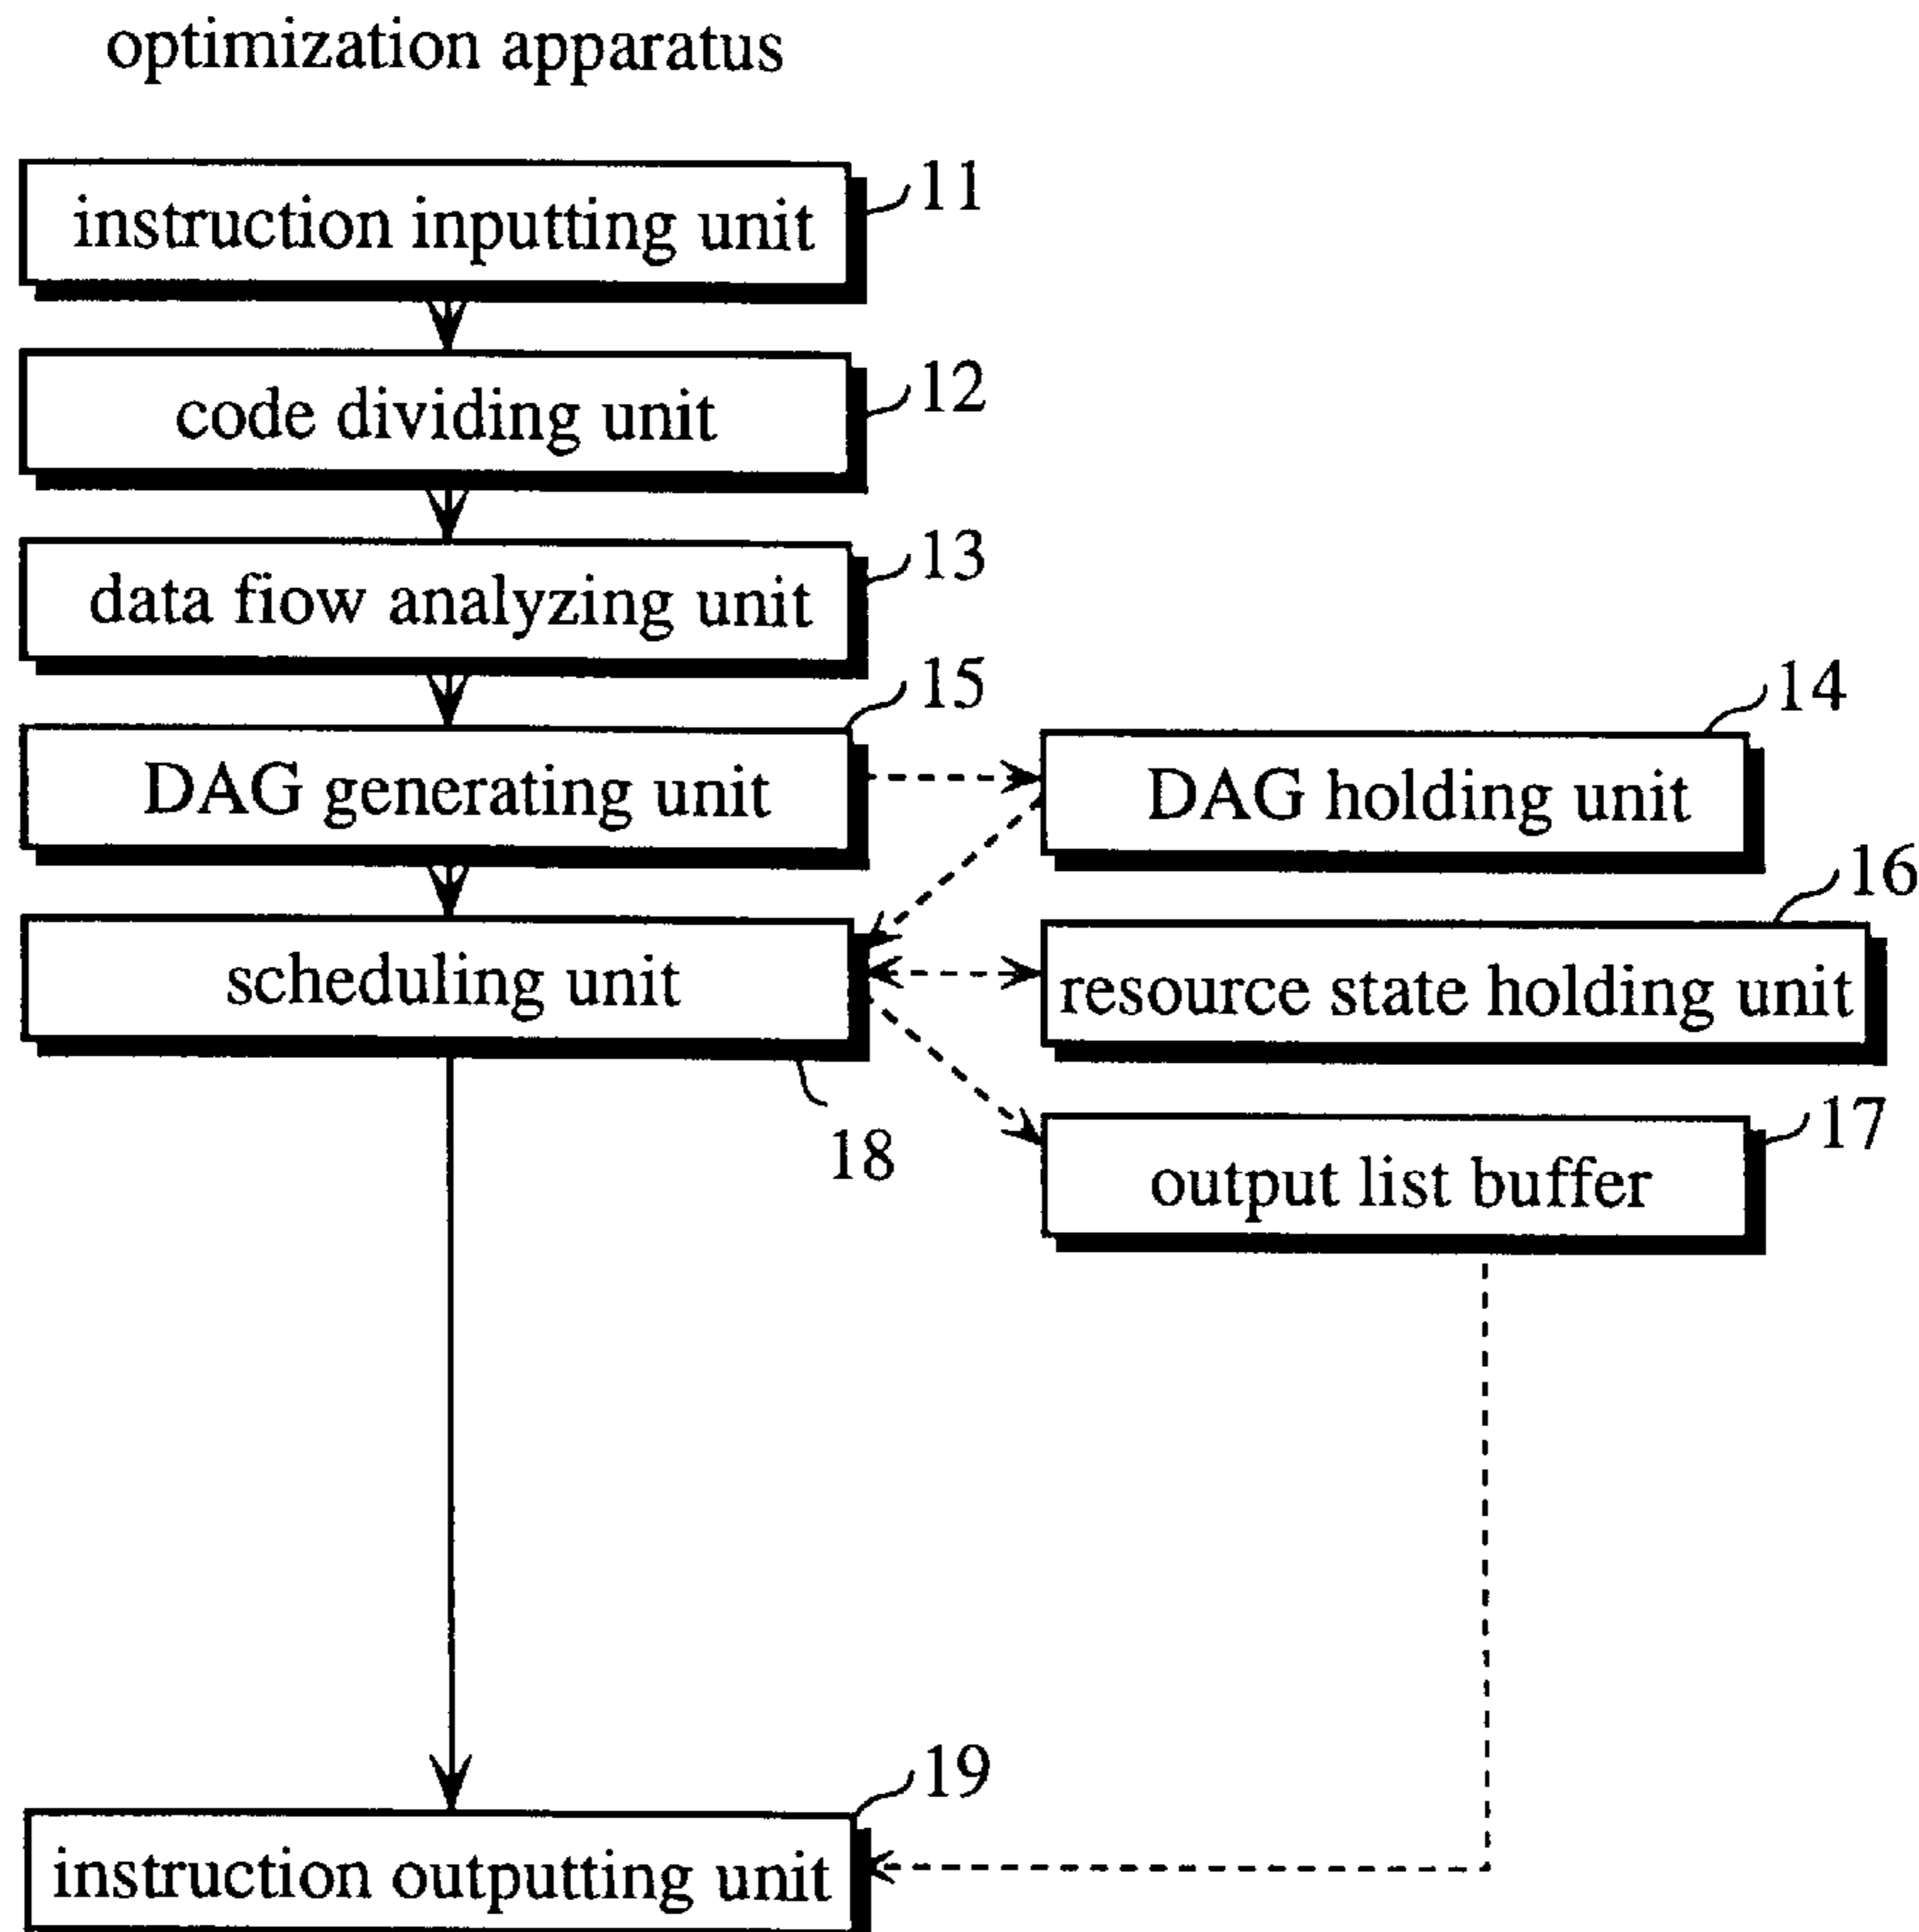 optimization apparatus
instruction inputting unit
11
code dividing unit
12
data fiow analyzing unit
13
DAG generating unit
15
DAG holding unit
14
scheduling unit
18
resource state holding unit
16
output list buffer
17
instruction outputting unit
19